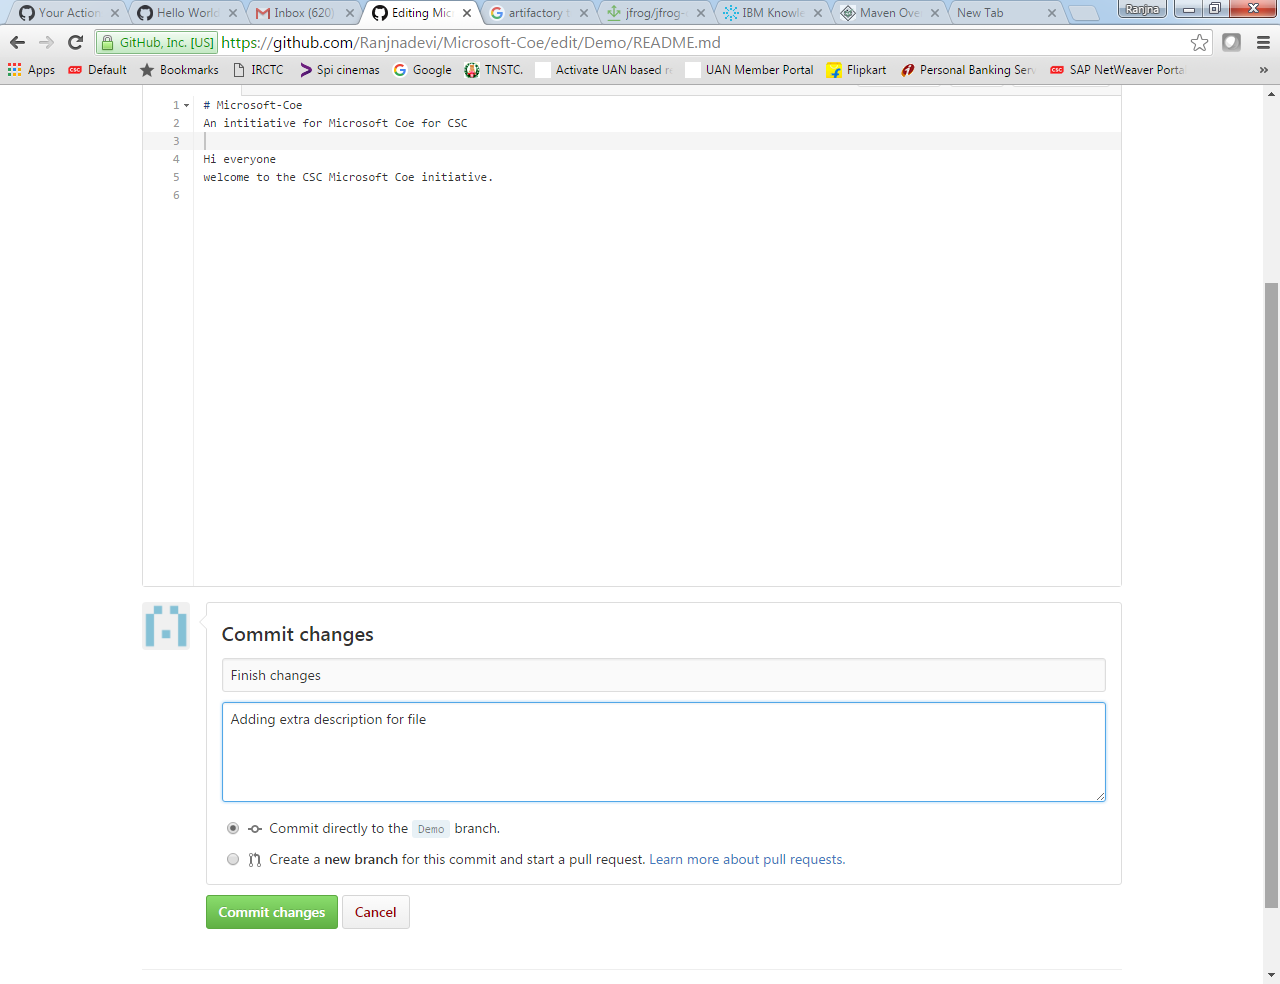 Your Action Hello World Inbox (620) Editing Mic artifactory t jfrog/jfrog- IBM Knowle Maven Ove New Tab Ranjna
GitHub, Inc. [US] https://github.com/Ranjnadevi/Microsoft-Coe/edit/Demo/README.md
Apps Default Bookmarks IRCTC Spi cinemas Google TNSTC. Activate UAN based r UAN Member Portal Flipkart Personal Banking Ser SAP NetWeaver Porta »
1 # Microsoft-Coe
2 An intitiative for Microsoft Coe for CSC
3
4 Hi everyone
5 welcome to the CSC Microsoft Coe initiative.
6
Commit changes
Finish changes
Adding extra description for file
Commit directly to the Demo branch.
Create a new branch for this commit and start a pull request. Learn more about pull requests.
Commit changes Cancel